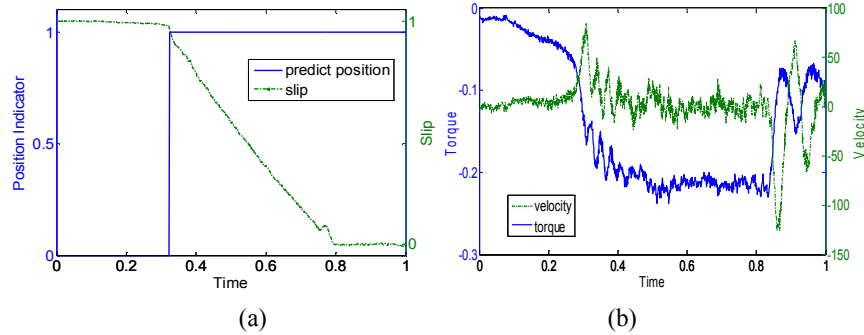 1
0.5
0
Position Indicator
0
0.2
0.4
0.6
0.8
1
Time
1
0
Slip
predict position
slip
(a)
0
-0.1
-0.2
-0.3
Torque
0
0.2
0.4
0.6
0.8
1
Time
100
50
0
-50
-100
-150
Velocity
velocity
torque
(b)